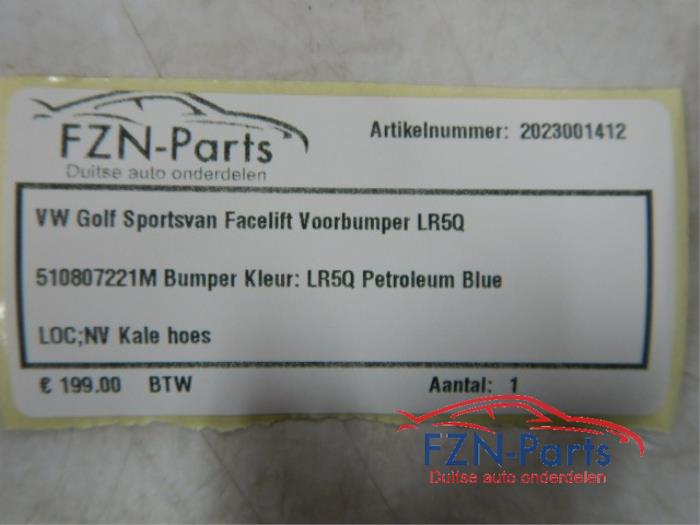 FZN-Parts
Duitse auto onderdelen
Artikelnummer: 2023001412
VW Golf Sportsvan Facelift Voorbumper LR5Q
510807221M Bumper Kleur: LR5Q Petroleum Blue
LOC;NV Kale hoes
€ 199.00 BTW
Aantal: 1
FZN-Parts
Duitse auto onderdelen